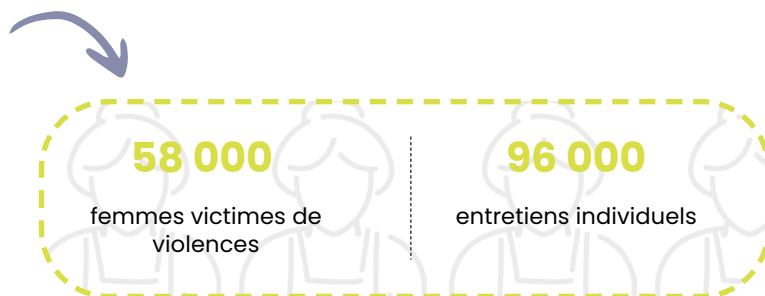 58 000
femmes victimes de
violences
96 000
entretiens individuels